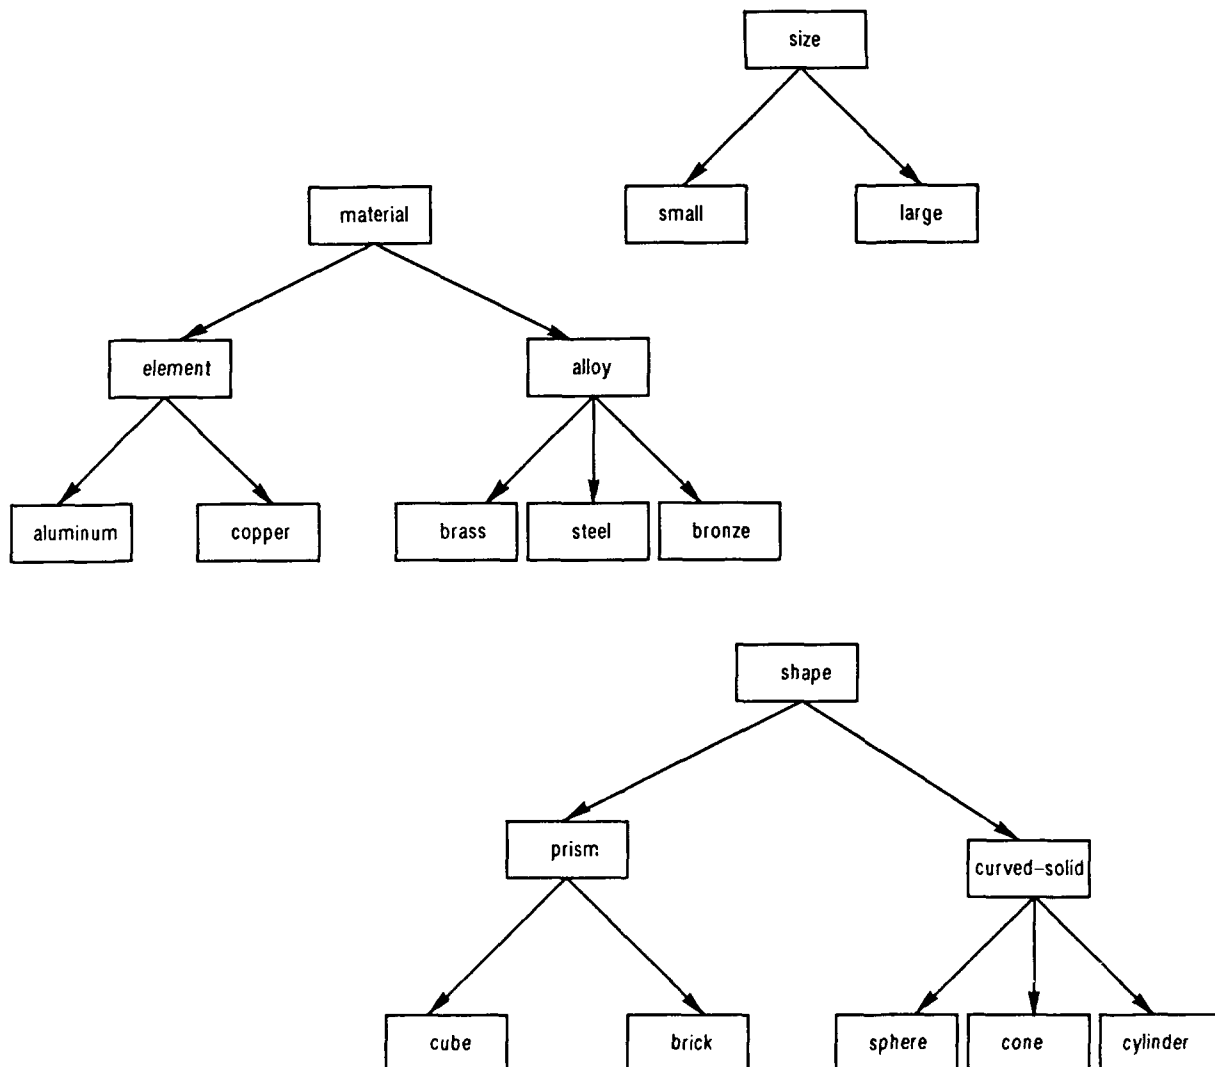 size
small
large
material
element
alloy
aluminum
copper
brass
steel
bronze
shape
prism
curved-solid
cube
brick
sphere
cone
cylinder